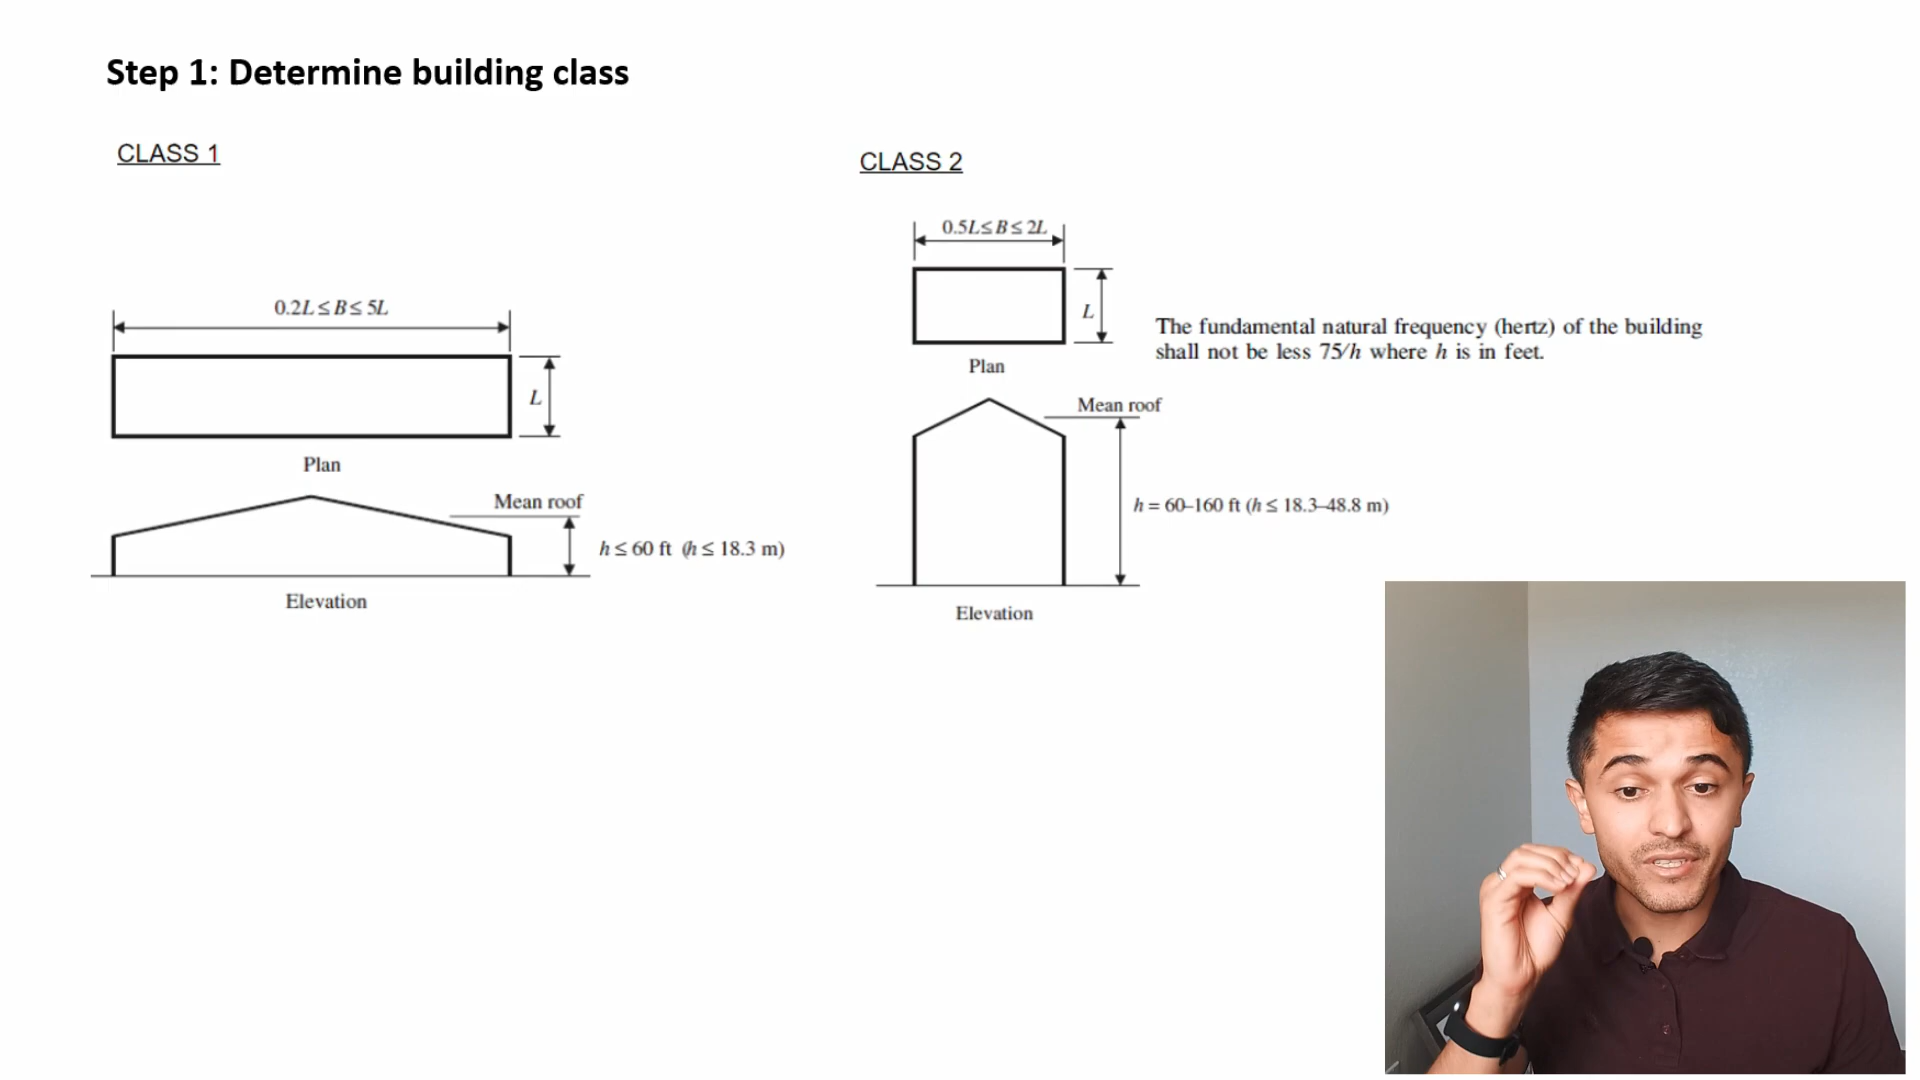 Step 1: Determine building class
CLASS 1
0.2L ≤ B ≤ 5L
L
Plan
Mean roof
h ≤ 60 ft (h ≤ 18.3 m)
Elevation
CLASS 2
0.5L ≤ B ≤ 2L
L
Plan
The fundamental natural frequency (hertz) of the building
shall not be less 75/h where h is in feet.
Mean roof
h = 60–160 ft (h ≤ 18.3–48.8 m)
Elevation